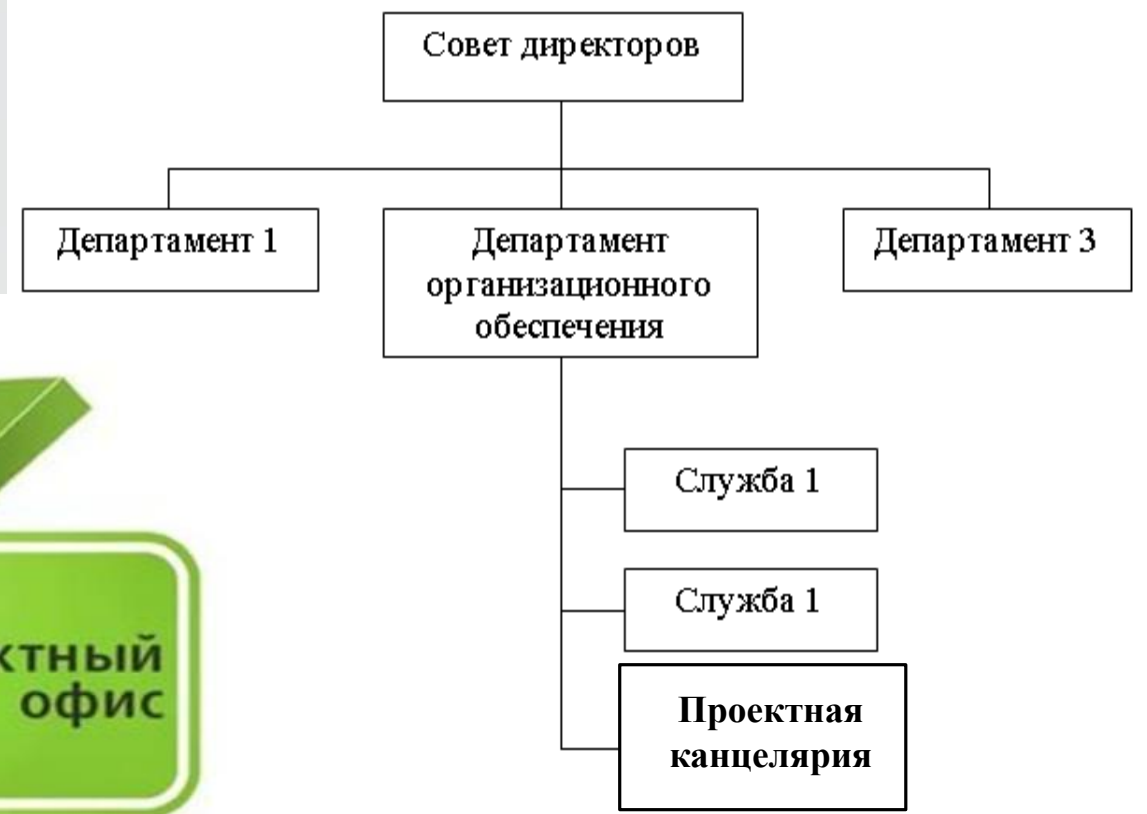 Совет директоров
Департамент 1
Департамент
организационного
обеспечения
Департамент 3
Служба 1
Служба 1
Проектная
канцелярия
ктный
офис